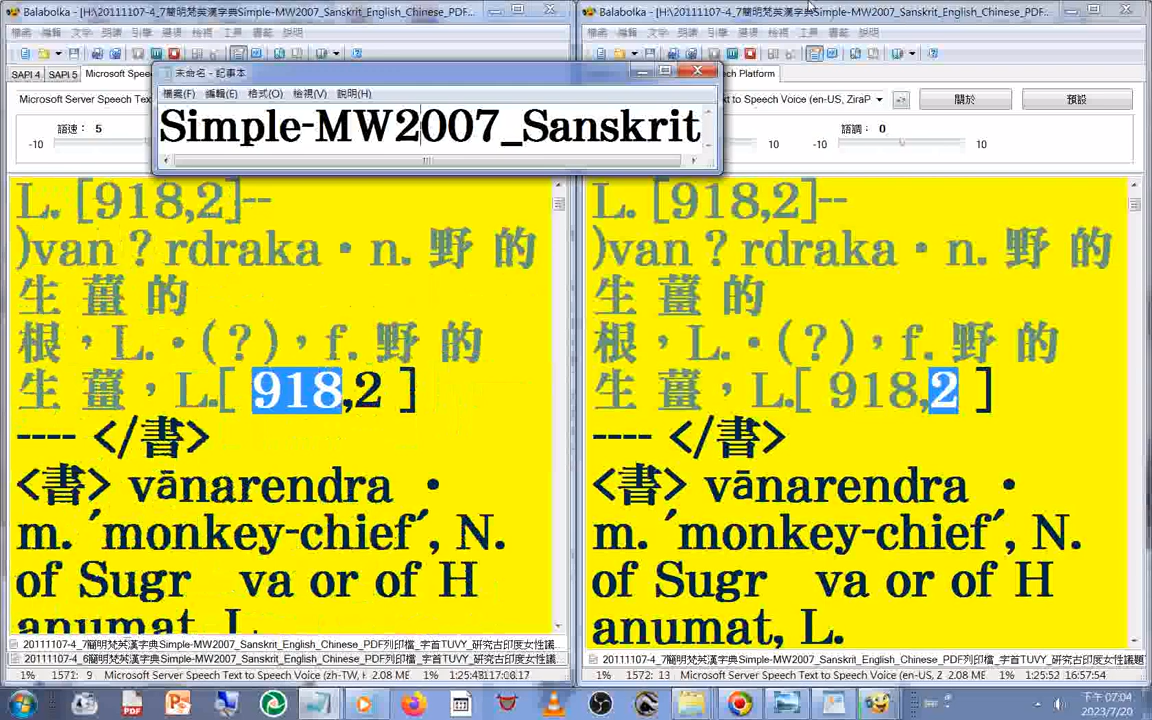 Balabolka - [H:\20111107-4_7簡明梵英漢字典Simple-MW2007_Sanskrit_English_Chinese_PDF...
Balabolka - [H:\20111107-4_7簡明梵英漢字典Simple-MW2007_Sanskrit_English_Chinese_PDF...
SAPI 4 SAPI 5 Microsoft Spee
ch Platform
未命名 - 記事本
檔案(F) 編輯(E) 格式(O) 檢視(V) 說明(H)
Simple-MW2007_Sanskrit
Microsoft Server Speech Text
t to Speech Voice (en-US, ZiraP
關於
預設
語速： 5
-10
10
語調： 0
-10
10
L. [918,2]--
)van？rdraka‧n. 野 的
生 薑 的
根，L.‧(？)，f. 野 的
生 薑，L.[ 918,2 ]
---- </書>
<書> vānarendra ‧
m. ´monkey-chief´, N.
of Sugr va or of H
anumat, L.
L. [918,2]--
)van？rdraka‧n. 野 的
生 薑 的
根，L.‧(？)，f. 野 的
生 薑，L.[ 918,2 ]
---- </書>
<書> vānarendra ‧
m. ´monkey-chief´, N.
of Sugr va or of H
anumat, L.
20111107-4_7簡明梵英漢字典Simple-MW2007_Sanskrit_English_Chinese_PDF列印檔_字首TUVY_研究古印度女性議...
20111107-4_6簡明梵英漢字典Simple-MW2007_Sanskrit_English_Chinese_PDF列印檔_字首TUVY_研究古印度女性議...
20111107-4_7簡明梵英漢字典Simple-MW2007_Sanskrit_English_Chinese_PDF列印檔_字首TUVY_研究古印度女性議題
1% 1571: 9 Microsoft Server Speech Text to Speech Voice (zh-TW, H 2.08 MB 1%
1% 1572: 13 Microsoft Server Speech Text to Speech Voice (en-US, Z 2.08 MB 1% 1:25:52 16:57:54
下午 07:04
2023/7/20